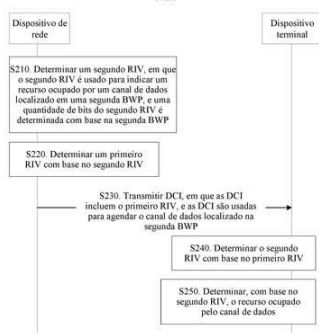 Dispositivo de
rede
Dispositivo
terminal
S210. Determinar um segundo RIV, em que
o segundo RIV é usado para indicar um
recurso ocupado por um canal de dados
localizado em uma segunda BWP, e uma
quantidade de bits do segundo RIV é
determinada com base na segunda BWP
S220. Determinar um primeiro
RIV com base no segundo RIV
S230. Transmitir DCI, em que as DCI
incluem o primeiro RIV, e as DCI são usadas
para agendar o canal de dados localizado na
segunda BWP
S240. Determinar o segundo
RIV com base no primeiro RIV
S250. Determinar, com base no
segundo RIV, o recurso ocupado
pelo canal de dados